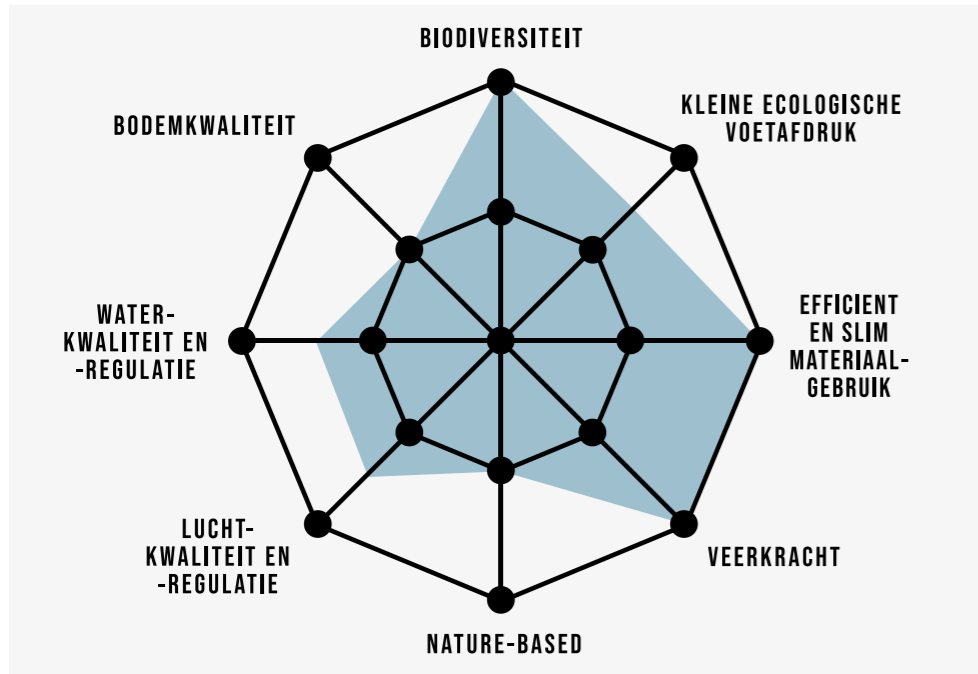 BIODIVERSITEIT
KLEINE ECOLOGISCHE
VOETAFDRUK
BODEMKWALITEIT
EFFICIENT
EN SLIM
MATERIAAL-
GEBRUIK
WATER-
KWALITEIT EN
-REGULATIE
LUCHT-
KWALITEIT EN
-REGULATIE
VEERKRACHT
NATURE-BASED